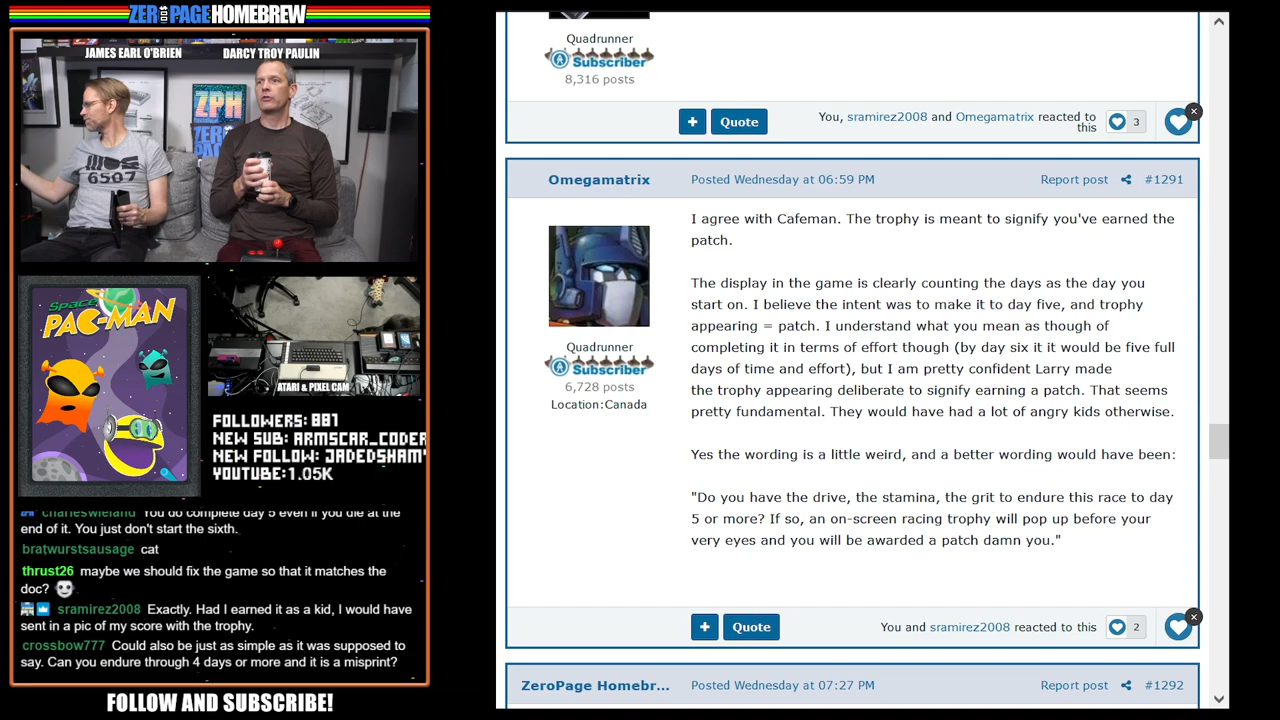 ZEROPAGE HOMEBREW
JAMES EARL O'BRIEN
DARCY TROY PAULIN
ZPH
6507
Space
PAC-MAN
ATARI & PIXEL CAM
FOLLOWERS: 881
NEW SUB: ARMSCAR_CODER
NEW FOLLOW: JADEDSHAM
YOUTUBE: 1.05K
charleswieland You do complete day 5 even if you die at the
end of it. You just don't start the sixth.
bratwurstsausage cat
thrust26 maybe we should fix the game so that it matches the
doc?
sramirez2008 Exactly. Had I earned it as a kid, I would have
sent in a pic of my score with the trophy.
crossbow777 Could also be just as simple as it was supposed to
say. Can you endure through 4 days or more and it is a misprint?
FOLLOW AND SUBSCRIBE!
Quadrunner
Subscriber
8,316 posts
+ Quote
You, sramirez2008 and Omegamatrix reacted to
this
3
Omegamatrix
Posted Wednesday at 06:59 PM
Report post
#1291
I agree with Cafeman. The trophy is meant to signify you've earned the
patch.
The display in the game is clearly counting the days as the day you
start on. I believe the intent was to make it to day five, and trophy
appearing = patch. I understand what you mean as though of
completing it in terms of effort though (by day six it it would be five full
days of time and effort), but I am pretty confident Larry made
the trophy appearing deliberate to signify earning a patch. That seems
pretty fundamental. They would have had a lot of angry kids otherwise.
Yes the wording is a little weird, and a better wording would have been:
"Do you have the drive, the stamina, the grit to endure this race to day
5 or more? If so, an on-screen racing trophy will pop up before your
very eyes and you will be awarded a patch damn you."
Quadrunner
Subscriber
6,728 posts
Location:Canada
+ Quote
You and sramirez2008 reacted to this
2
ZeroPage Homebr...
Posted Wednesday at 07:27 PM
Report post
#1292